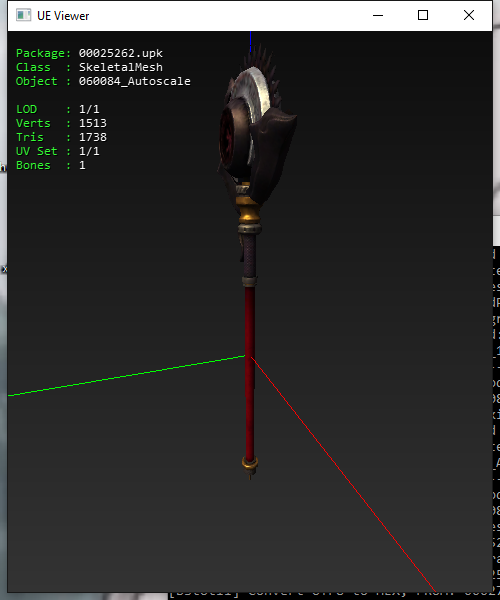 UE Viewer
Package: 00025262.upk
Class : SkeletalMesh
Object : 060084_Autoscale
LOD : 1/1
Verts : 1513
Tris : 1738
UV Set : 1/1
Bones : 1